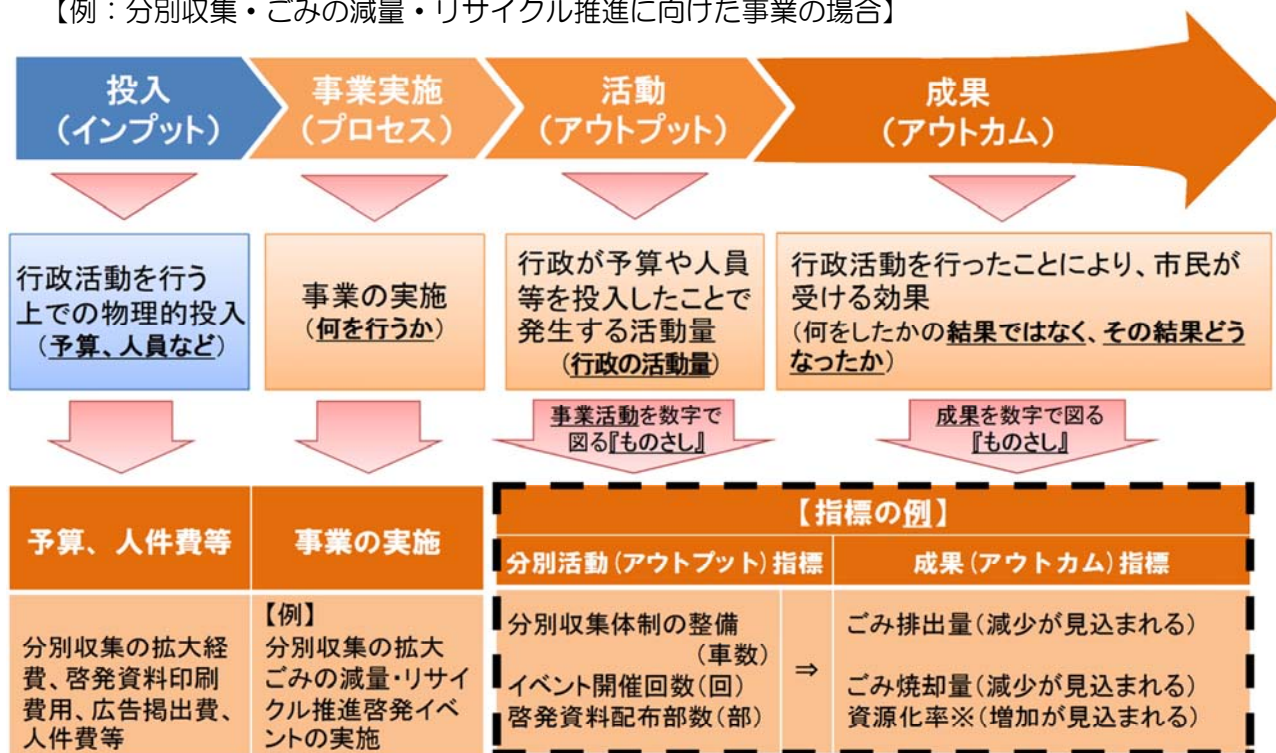 【例：分別収集・ごみの減量・リサイクル推進に向けた事業の場合】
投入
（インプット）
事業実施
（プロセス）
活動
（アウトプット）
成果
（アウトカム）
行政活動を行う
上での物理的投入
（予算、人員など）
事業の実施
（何を行うか）
行政が予算や人員
等を投入したことで
発生する活動量
（行政の活動量）
行政活動を行ったことにより、市民が
受ける効果
（何をしたかの結果ではなく、その結果どう
なったか）
事業活動を数字で
図る『ものさし』
成果を数字で図る
『ものさし』
予算、人件費等
事業の実施
【指標の例】
分別活動（アウトプット）指標
成果（アウトカム）指標
分別収集の拡大経
費、啓発資料印刷
費用、広告掲出費、
人件費等
【例】
分別収集の拡大
ごみの減量・リサイ
クル推進啓発イベ
ントの実施
分別収集体制の整備
（車数）
イベント開催回数（回）
啓発資料配布部数（部）
⇒
ごみ排出量（減少が見込まれる）
ごみ焼却量（減少が見込まれる）
資源化率※（増加が見込まれる）